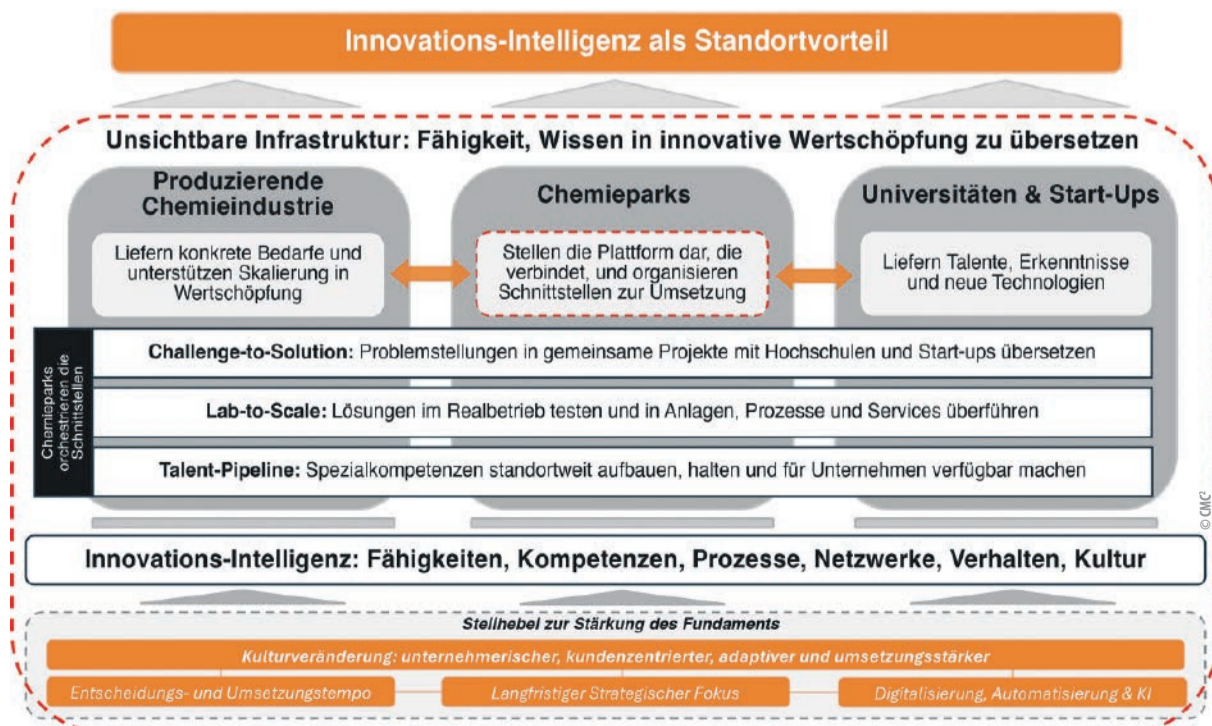 Innovations-Intelligenz als Standortvorteil
Unsichtbare Infrastruktur: Fähigkeit, Wissen in innovative Wertschöpfung zu übersetzen
Produzierende
Chemieindustrie
Liefern konkrete Bedarfe und
unterstützen Skalierung in
Wertschöpfung
Chemieparks
Stellen die Plattform dar, die
verbindet, und organisieren
Schnittstellen zur Umsetzung
Universitäten & Start-Ups
Liefern Talente, Erkenntnisse
und neue Technologien
Chemieparks
orchestrieren die
Schnittstellen
Challenge-to-Solution: Problemstellungen in gemeinsame Projekte mit Hochschulen und Start-ups übersetzen
Lab-to-Scale: Lösungen im Realbetrieb testen und in Anlagen, Prozesse und Services überführen
Talent-Pipeline: Spezialkompetenzen standortweit aufbauen, halten und für Unternehmen verfügbar machen
© CMC²
Innovations-Intelligenz: Fähigkeiten, Kompetenzen, Prozesse, Netzwerke, Verhalten, Kultur
Stellhebel zur Stärkung des Fundaments
Kulturveränderung: unternehmerischer, kundenzentrierter, adaptiver und umsetzungsstärker
Entscheidungs- und Umsetzungstempo
Langfristiger Strategischer Fokus
Digitalisierung, Automatisierung & KI